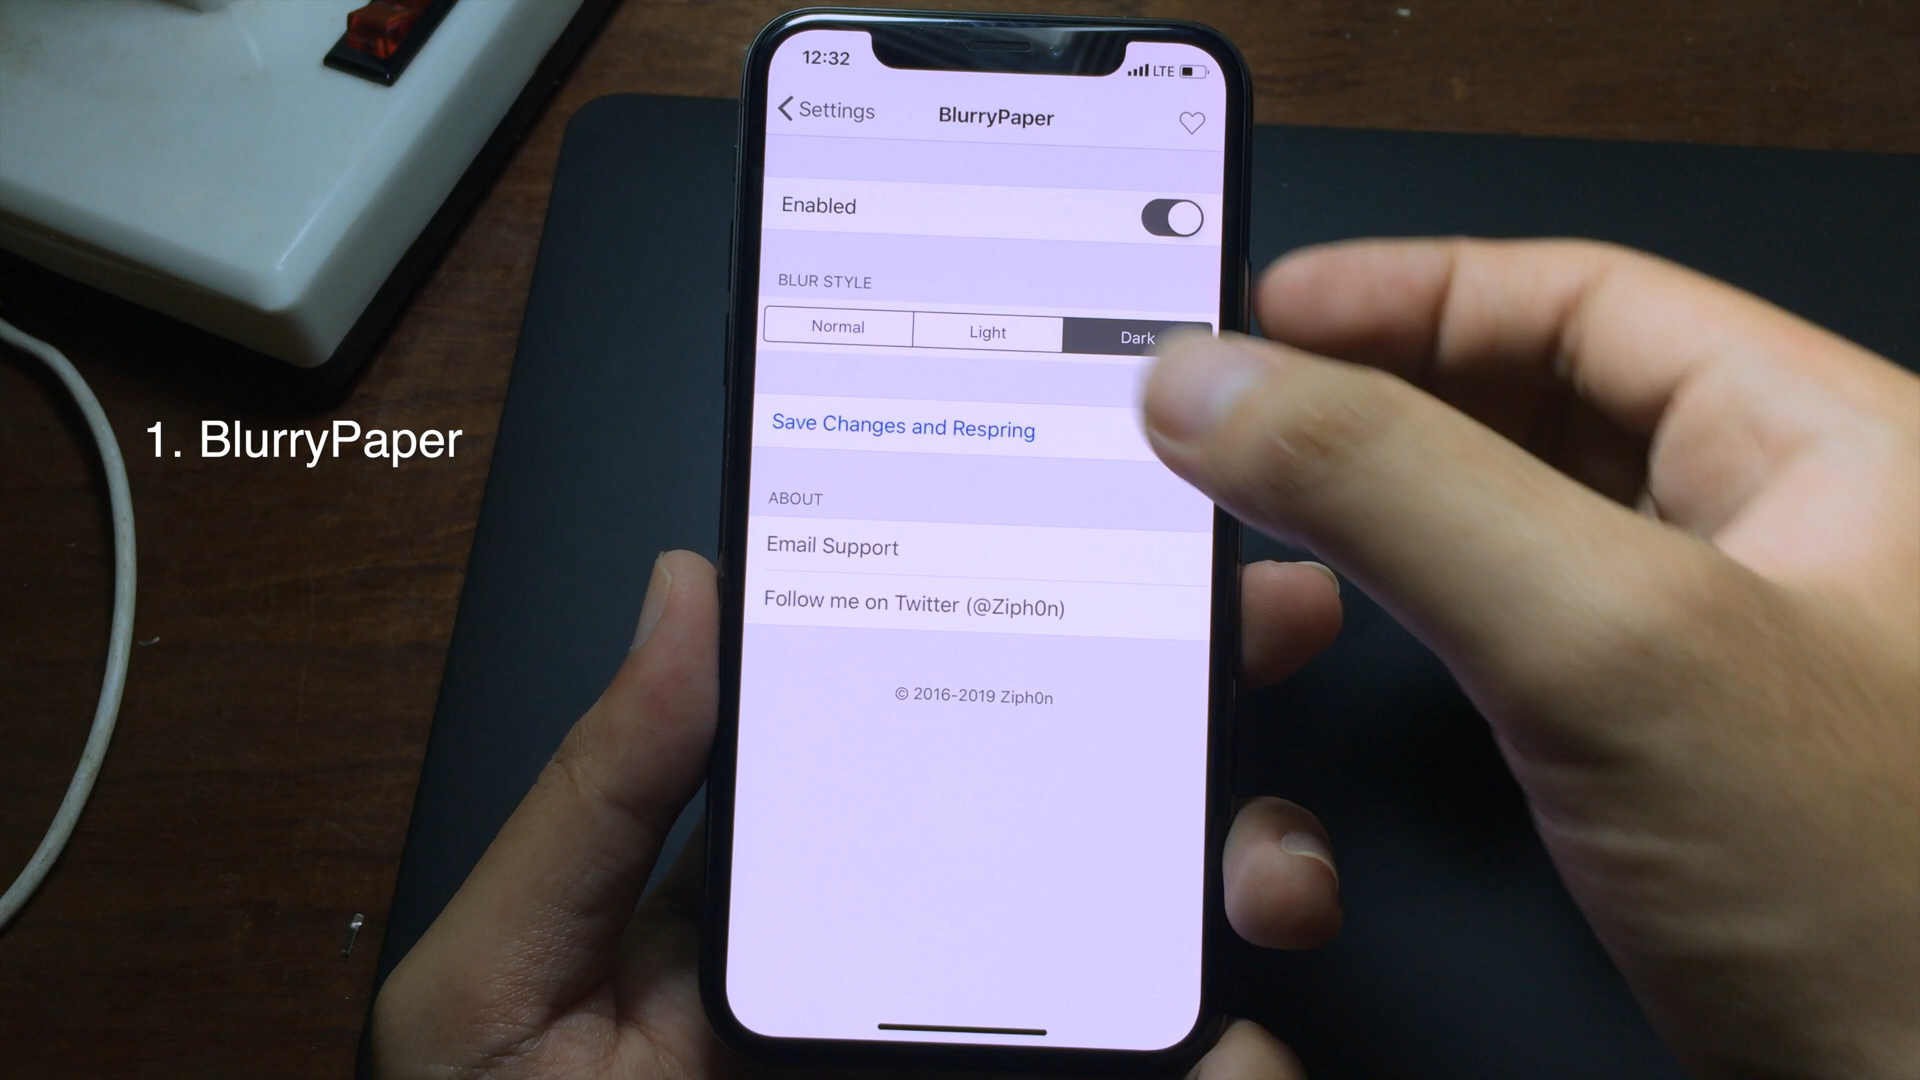 12:32
LTE
Settings
BlurryPaper
Enabled
BLUR STYLE
Normal
Light
Dark
1. BlurryPaper
Save Changes and Respring
ABOUT
Email Support
Follow me on Twitter (@Ziph0n)
© 2016-2019 Ziph0n